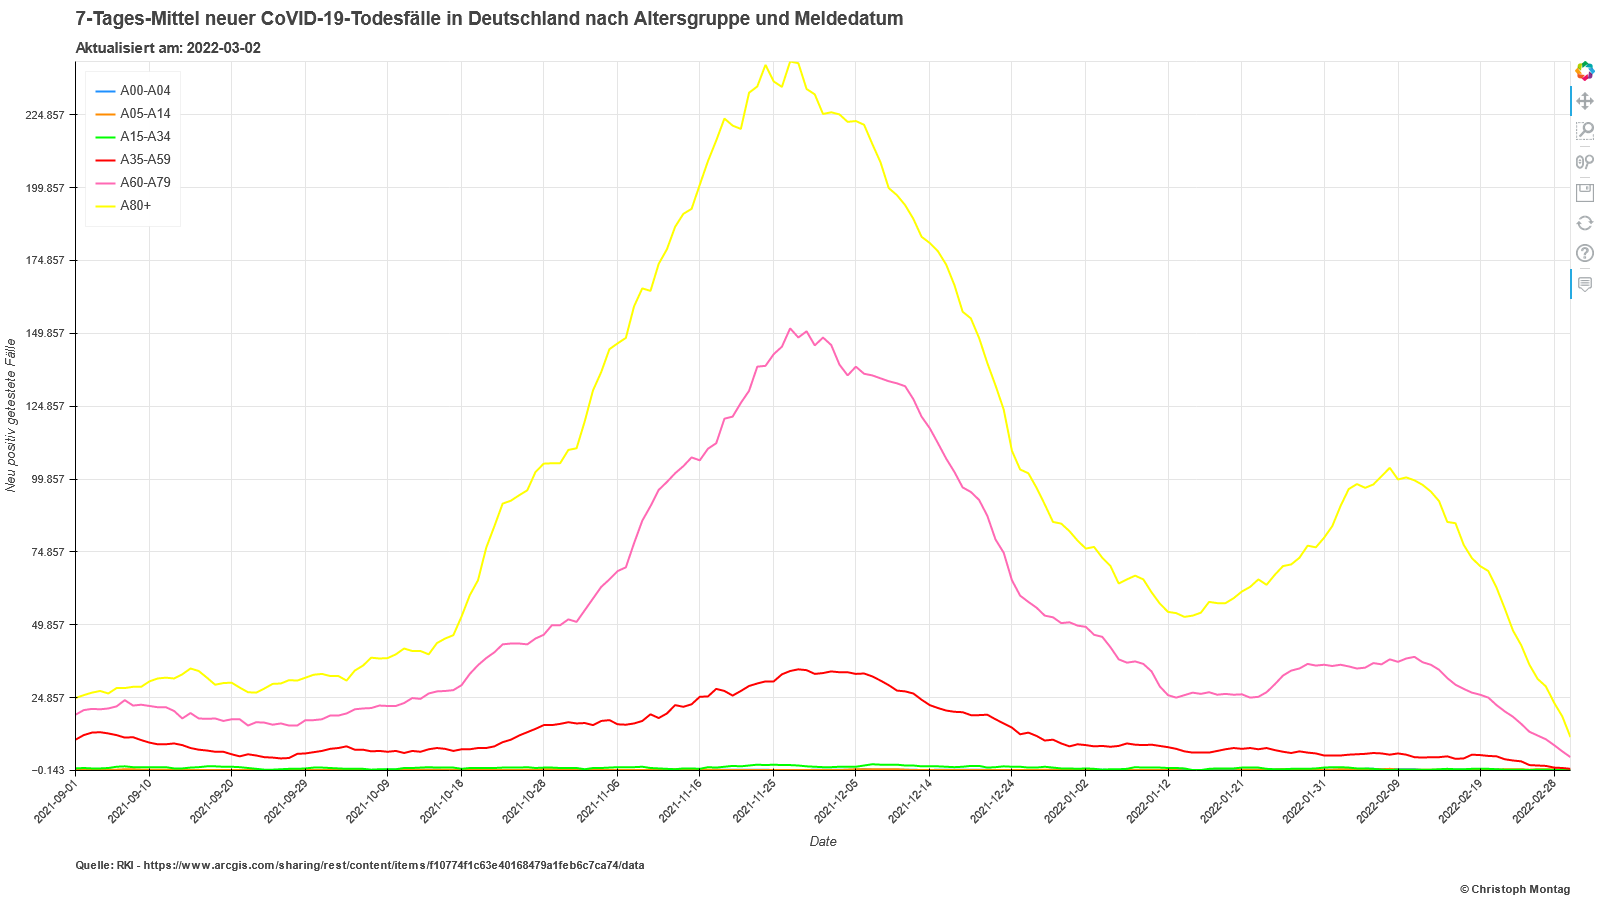 7-Tages-Mittel neuer CoVID-19-Todesfälle in Deutschland nach Altersgruppe und Meldedatum
Aktualisiert am: 2022-03-02
A00-A04
A05-A14
A15-A34
A35-A59
A60-A79
A80+
224.857
199.857
174.857
149.857
124.857
99.857
74.857
49.857
24.857
-0.143
Neu positiv getestete Fälle
2021-09-01
2021-09-10
2021-09-20
2021-09-29
2021-10-09
2021-10-18
2021-10-28
2021-11-06
2021-11-16
2021-11-25
2021-12-05
2021-12-14
2021-12-24
2022-01-02
2022-01-12
2022-01-21
2022-01-31
2022-02-09
2022-02-19
2022-02-28
Date
Quelle: RKI - https://www.arcgis.com/sharing/rest/content/items/f10774f1c63e40168479a1feb6c7ca74/data
© Christoph Montag